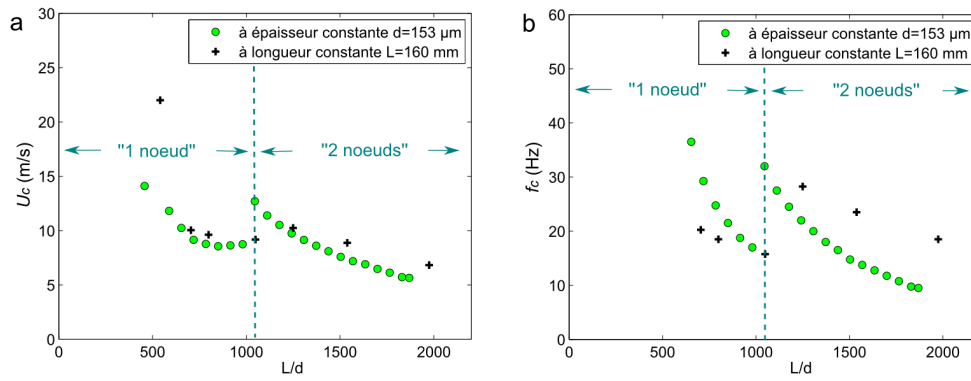 a
30
25
20
15
10
5
0
Uc (m/s)
à épaisseur constante d=153 µm
à longueur constante L=160 mm
"1 noeud"
"2 noeuds"
0
500
1000
1500
2000
L/d
b
60
50
40
30
20
10
0
fc (Hz)
à épaisseur constante d=153 µm
à longueur constante L=160 mm
"1 noeud"
"2 noeuds"
0
500
1000
1500
2000
L/d